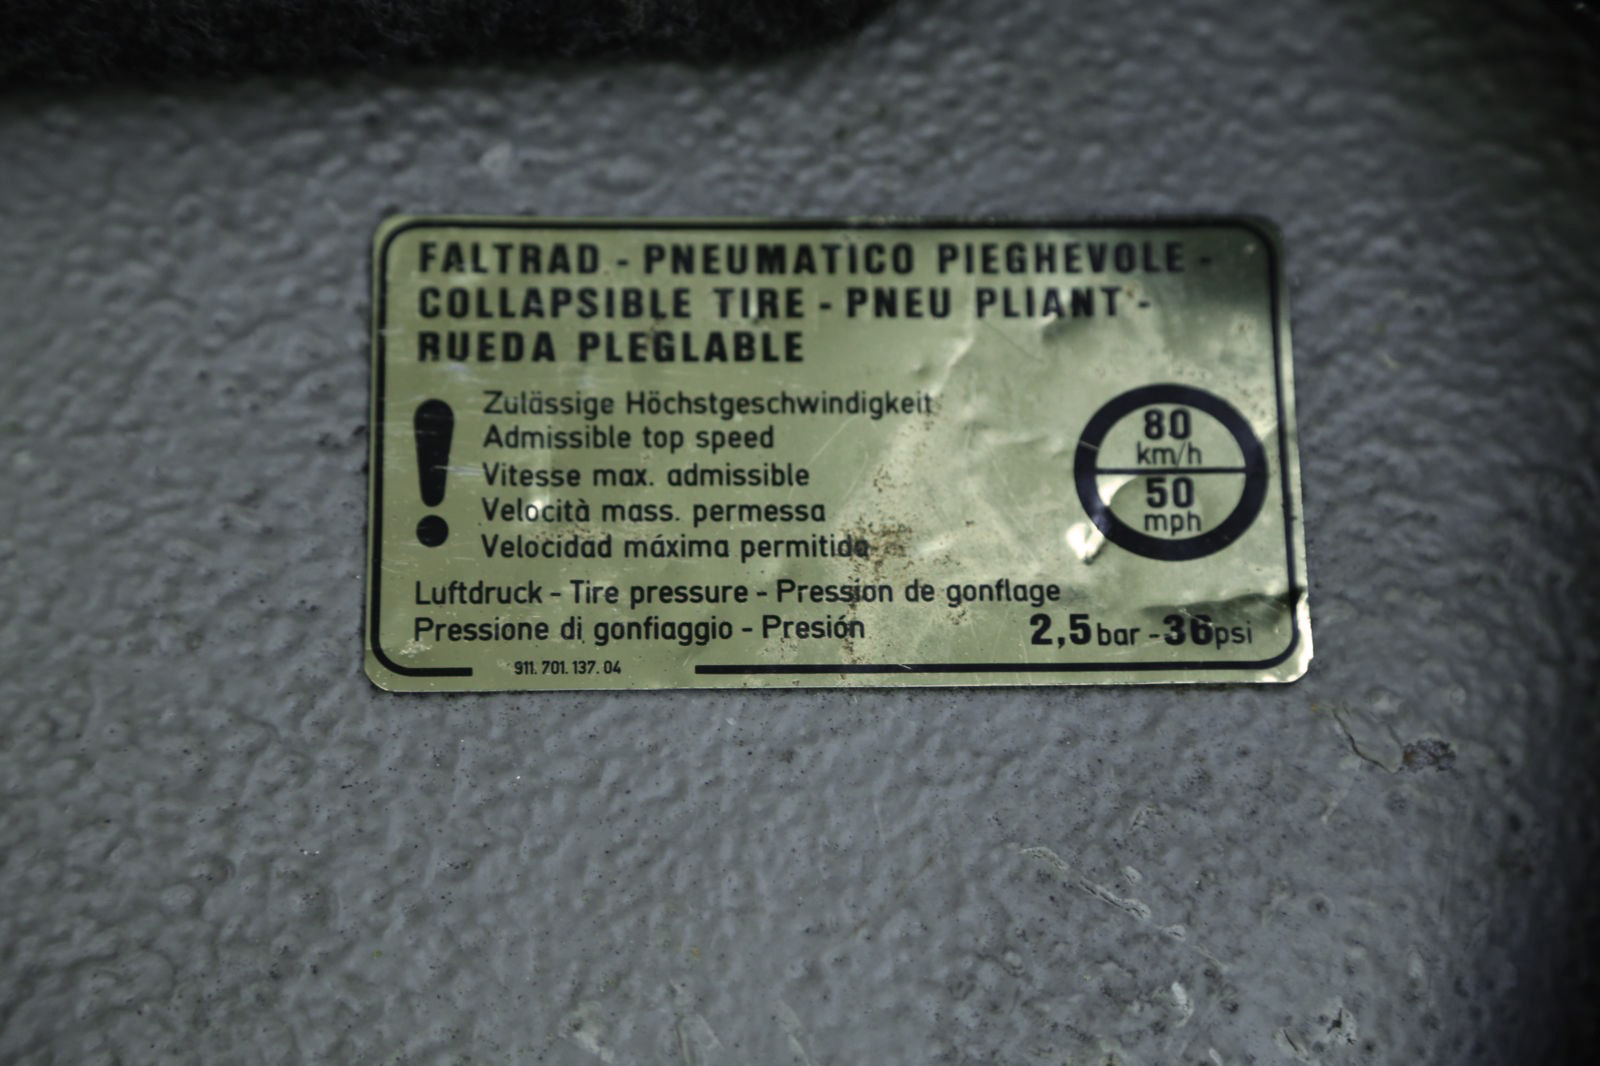 FALTRAD - PNEUMATICO PIEGHEVOLE -
COLLAPSIBLE TIRE - PNEU PLIANT -
RUEDA PLEGLABLE
Zulässige Höchstgeschwindigkeit
Admissible top speed
Vitesse max. admissible
Velocità mass. permessa
Velocidad máxima permitida
80
km/h
50
mph
Luftdruck - Tire pressure - Pression de gonflage
Pressione di gonfiaggio - Presión 2,5 bar - 36 psi
911. 701. 137. 04